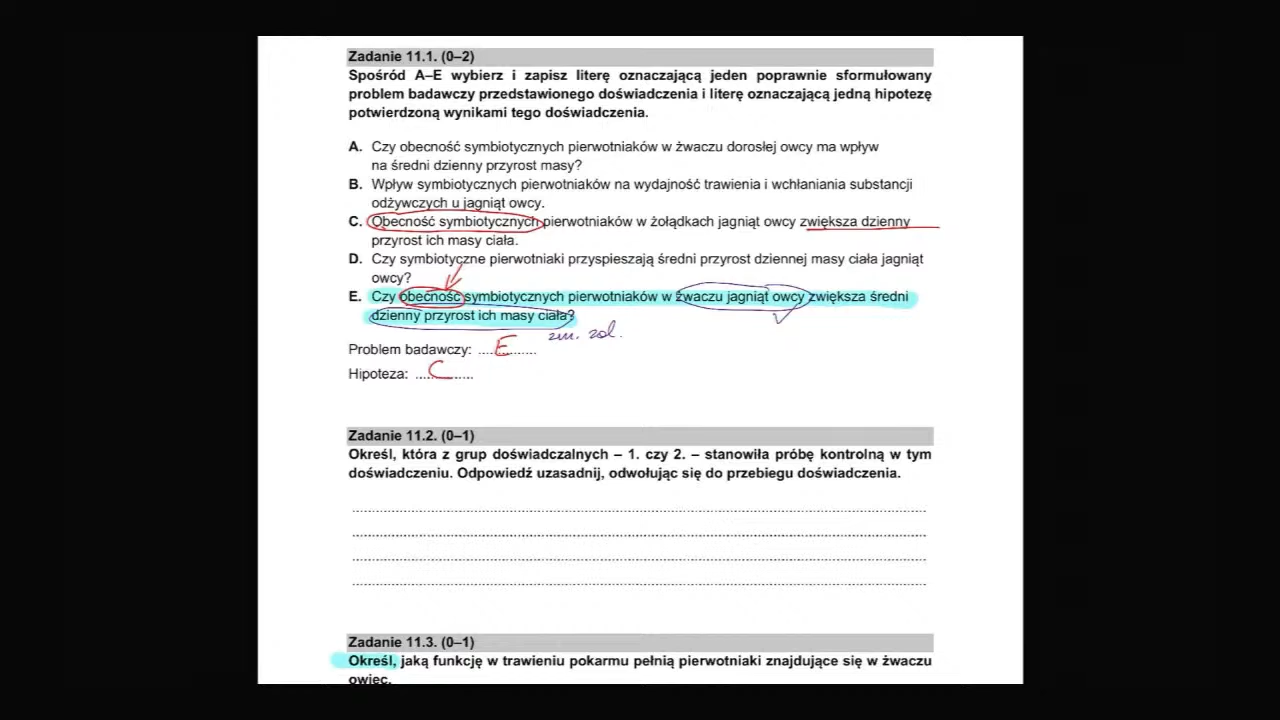 Zadanie 11.1. (0–2)
Spośród A–E wybierz i zapisz literę oznaczającą jeden poprawnie sformułowany
problem badawczy przedstawionego doświadczenia i literę oznaczającą jedną hipotezę
potwierdzoną wynikami tego doświadczenia.
A. Czy obecność symbiotycznych pierwotniaków w żwaczu dorosłej owcy ma wpływ
na średni dzienny przyrost masy?
B. Wpływ symbiotycznych pierwotniaków na wydajność trawienia i wchłaniania substancji
odżywczych u jagniąt owcy.
C. Obecność symbiotycznych pierwotniaków w żołądkach jagniąt owcy zwiększa dzienny
przyrost ich masy ciała.
D. Czy symbiotyczne pierwotniaki przyspieszają średni przyrost dziennej masy ciała jagniąt
owcy?
E. Czy obecność symbiotycznych pierwotniaków w żwaczu jagniąt owcy zwiększa średni
dzienny przyrost ich masy ciała?
zm. zal.
Problem badawczy: ....E..........
Hipoteza: .....C........
Zadanie 11.2. (0–1)
Określ, która z grup doświadczalnych – 1. czy 2. – stanowiła próbę kontrolną w tym
doświadczeniu. Odpowiedź uzasadnij, odwołując się do przebiegu doświadczenia.
Zadanie 11.3. (0–1)
Określ, jaką funkcję w trawieniu pokarmu pełnią pierwotniaki znajdujące się w żwaczu
owiec.